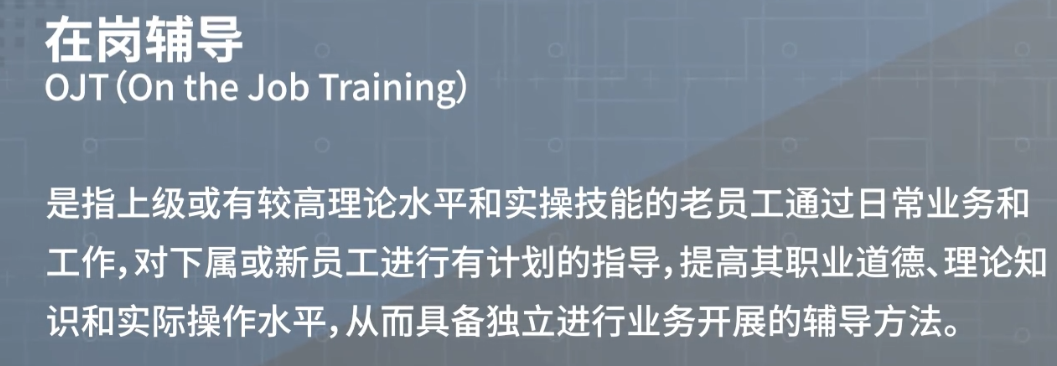 在岗辅导
OJT(On the Job Training)
是指上级或有较高理论水平和实操技能的老员工通过日常业务和
工作,对下属或新员工进行有计划的指导,提高其职业道德、理论知
识和实际操作水平,从而具备独立进行业务开展的辅导方法。